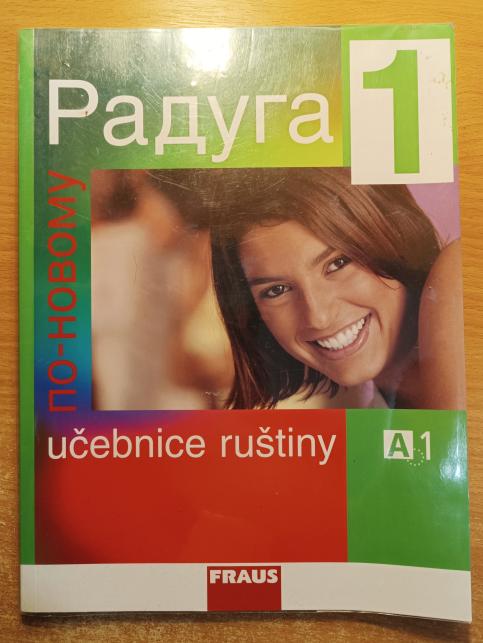 Радуга
1
по-новому
učebnice ruštiny
A1
FRAUS